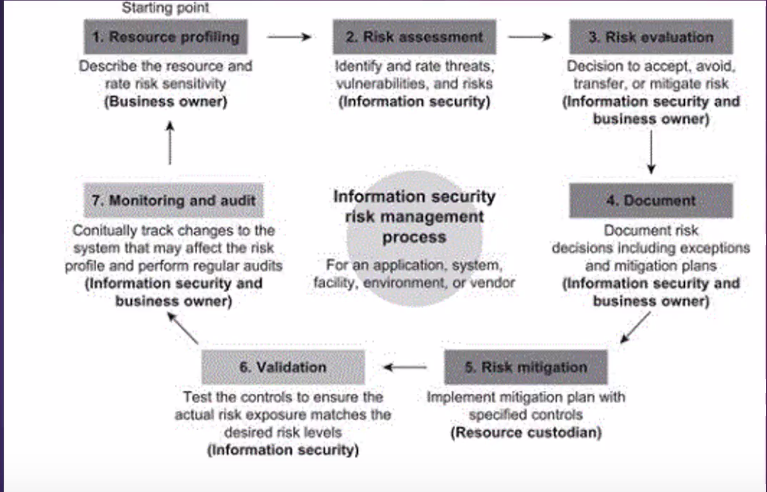 Starting point
1. Resource profiling
Describe the resource and
rate risk sensitivity
(Business owner)
2. Risk assessment
Identify and rate threats,
vulnerabilities, and risks
(Information security)
3. Risk evaluation
Decision to accept, avoid,
transfer, or mitigate risk
(Information security and
business owner)
4. Document
Document risk
decisions including exceptions
and mitigation plans
(Information security and
business owner)
5. Risk mitigation
Implement mitigation plan with
specified controls
(Resource custodian)
6. Validation
Test the controls to ensure the
actual risk exposure matches the
desired risk levels
(Information security)
7. Monitoring and audit
Conitually track changes to the
system that may affect the risk
profile and perform regular audits
(Information security and
business owner)
Information security
risk management
process
For an application, system,
facility, environment, or vendor